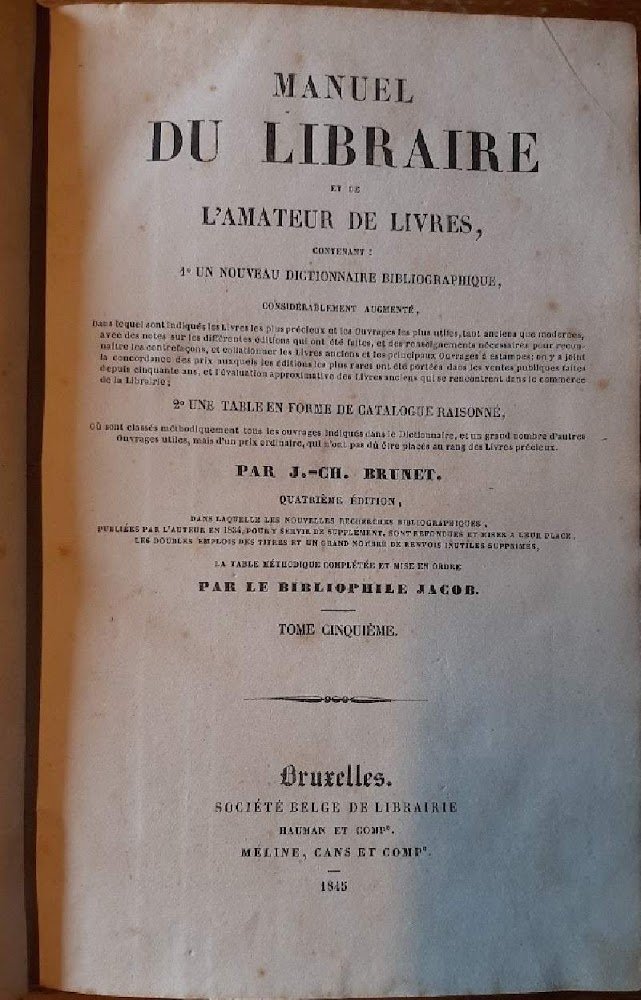 MANUEL
DU LIBRAIRE
ET DE
L'AMATEUR DE LIVRES,
CONTENANT :
1º UN NOUVEAU DICTIONNAIRE BIBLIOGRAPHIQUE,
CONSIDÉRABLEMENT AUGMENTÉ,
Dans lequel sont indiqués les Livres les plus précieux et les Ouvrages les plus utiles, tant anciens que modernes,
avec des notes sur les différentes éditions qui ont été faites, et des renseignements nécessaires pour recon-
naître les contrefaçons, et collationner les Livres anciens et les principaux Ouvrages à estampes; on y a joint
la concordance des prix auxquels les éditions les plus rares ont été portées dans les ventes publiques faites
depuis cinquante ans, et l'évaluation approximative des Livres anciens qui se rencontrent dans le commerce
de la Librairie;
2º UNE TABLE EN FORME DE CATALOGUE RAISONNÉ,
Où sont classés méthodiquement tous les ouvrages indiqués dans le Dictionnaire, et un grand nombre d'autres
Ouvrages utiles, mais d'un prix ordinaire, qui n'ont pas dû être placés au rang des Livres précieux.
PAR J.-CH. BRUNET.
QUATRIÈME ÉDITION,
DANS LAQUELLE LES NOUVELLES RECHERCHES BIBLIOGRAPHIQUES,
PUBLIÉES PAR L'AUTEUR EN 1834, POUR Y SERVIR DE SUPPLÉMENT, SONT REFONDUES ET MISES A LEUR PLACE,
LES DOUBLES EMPLOIS DES TITRES ET UN GRAND NOMBRE DE RENVOIS INUTILES SUPPRIMÉS,
LA TABLE MÉTHODIQUE COMPLÉTÉE ET MISE EN ORDRE
PAR LE BIBLIOPHILE JACOB.
TOME CINQUIÈME.
Bruxelles.
SOCIÉTÉ BELGE DE LIBRAIRIE
HAUMAN ET COMPᵉ.
MELINE, CANS ET COMPᵉ.
1845